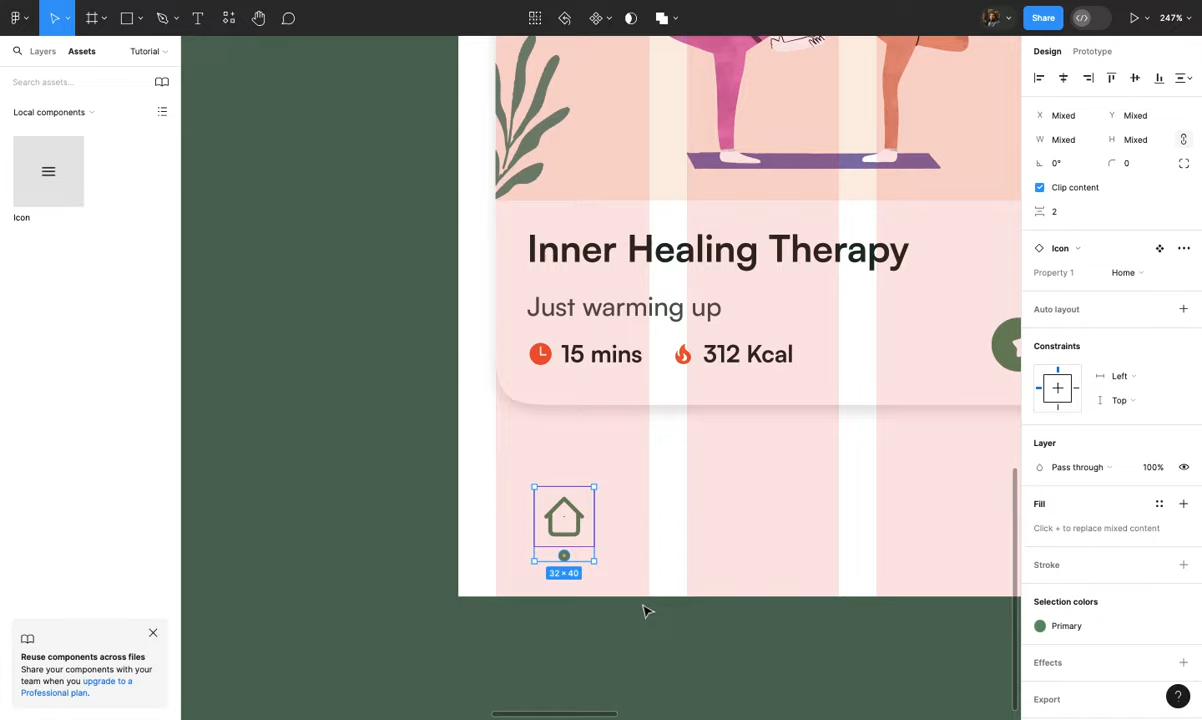 Share
247%
Layers
Assets
Tutorial
Search assets...
Local components
Icon
Reuse components across files
Share your components with your
team when you upgrade to a
Professional plan.
Inner Healing Therapy
Just warming up
15 mins
312 Kcal
32 × 40
Design
Prototype
X Mixed
Y Mixed
W Mixed
H Mixed
0°
0
Clip content
2
Icon
Property 1
Home
Auto layout
Constraints
Left
Top
Layer
Pass through
100%
Fill
Click + to replace mixed content
Stroke
Selection colors
Primary
Effects
Export
?